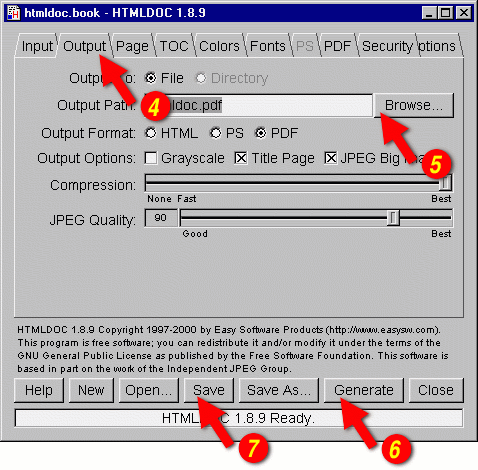 htmldoc.book - HTMLDOC 1.8.9
Input Output Page TOC Colors Fonts PS PDF Security ptions
Output To: File Directory
Output Path: ldoc.pdf Browse...
4
Output Format: HTML PS PDF
5
Output Options: Grayscale Title Page JPEG Big
Compression:
None Fast Best
JPEG Quality: 90
Good Best
HTMLDOC 1.8.9 Copyright 1997-2000 by Easy Software Products (http://www.easysw.com).
This program is free software; you can redistribute it and/or modify it under the terms of the
GNU General Public License as published by the Free Software Foundation. This software is
based in part on the work of the Independent JPEG Group.
Help New Open... Save Save As... Generate Close
HTMLDOC 1.8.9 Ready.
7 6